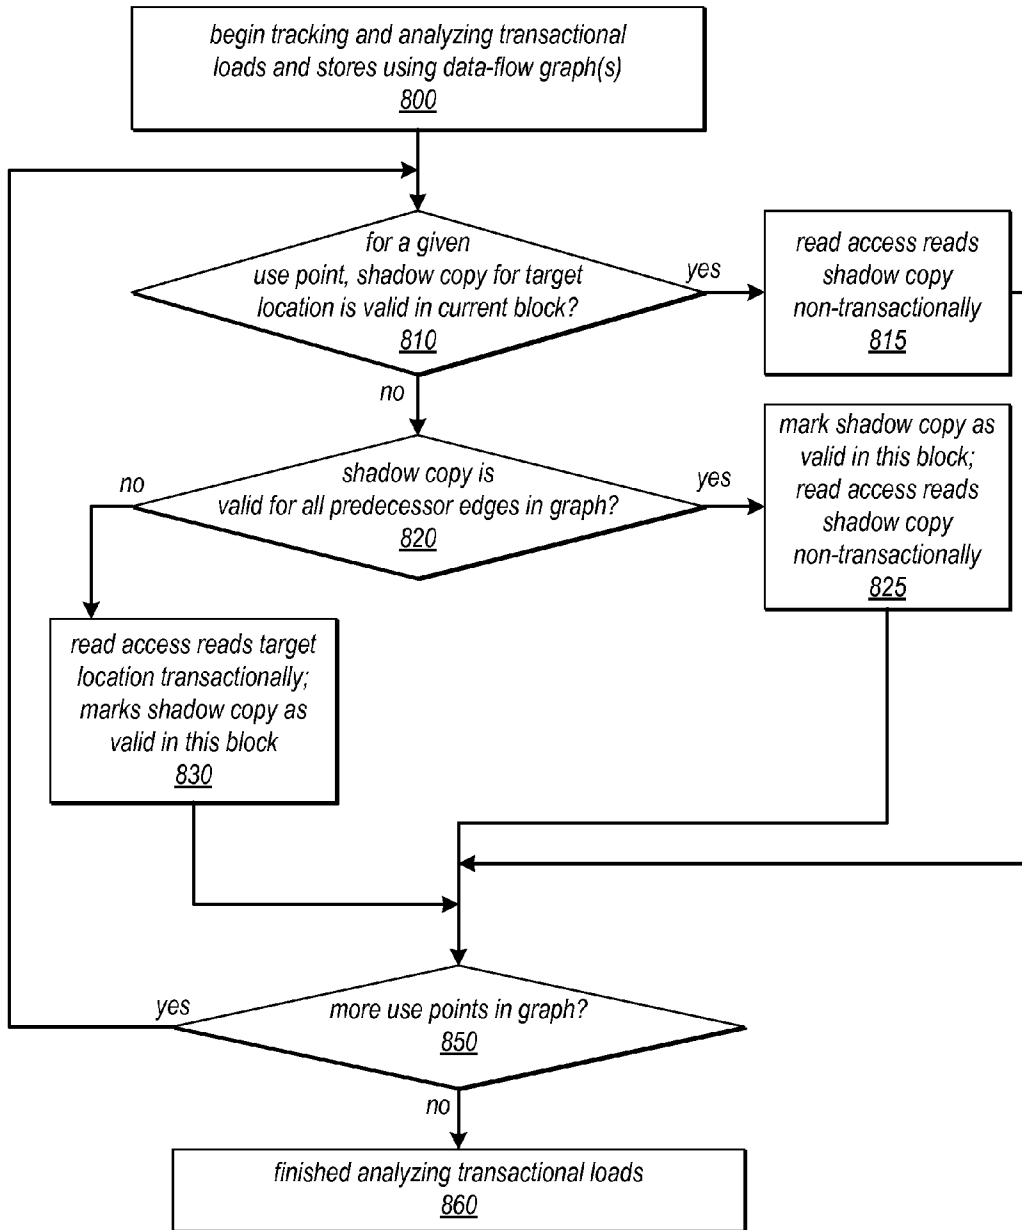 begin tracking and analyzing transactional
loads and stores using data-flow graph(s)
800
for a given
use point, shadow copy for target
location is valid in current block?
810
yes
read access reads
shadow copy
non-transactionally
815
no
shadow copy is
valid for all predecessor edges in graph?
820
no
yes
mark shadow copy as
valid in this block;
read access reads
shadow copy
non-transactionally
825
read access reads target
location transactionally;
marks shadow copy as
valid in this block
830
more use points in graph?
850
yes
no
finished analyzing transactional loads
860